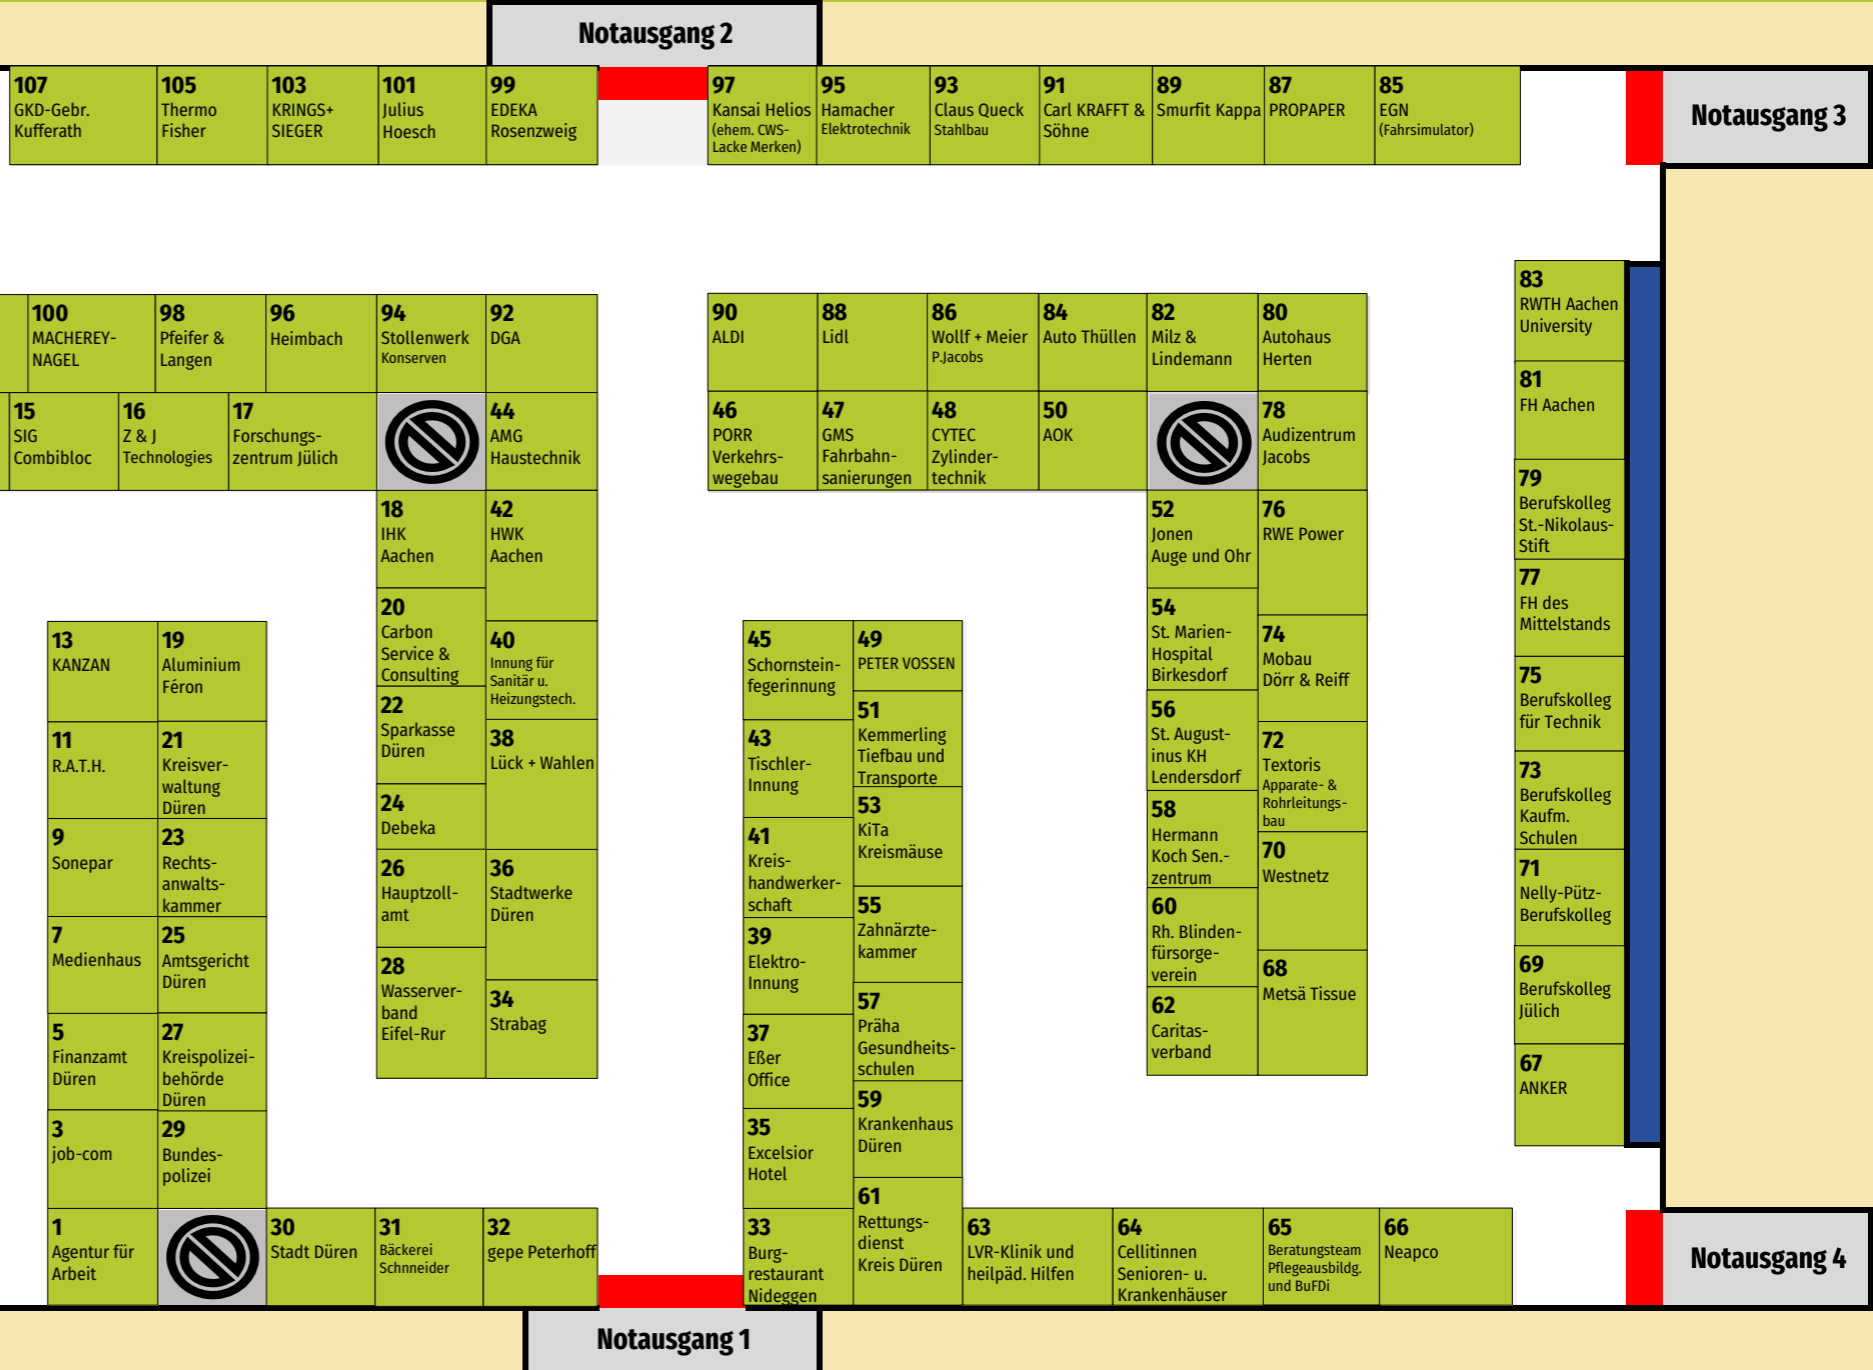 Notausgang 2
107
GKD-Gebr.
Kufferath
105
Thermo
Fisher
103
KRINGS+
SIEGER
101
Julius
Hoesch
99
EDEKA
Rosenzweig
97
Kansai Helios
(ehem. CWS-
Lacke Merken)
95
Hamacher
Elektrotechnik
93
Claus Queck
Stahlbau
91
Carl KRAFFT &
Söhne
89
Smurfit Kappa
87
PROPAPER
85
EGN
(Fahrsimulator)
Notausgang 3
100
MACHEREY-
NAGEL
98
Pfeifer &
Langen
96
Heimbach
94
Stollenwerk
Konserven
92
DGA
90
ALDI
88
Lidl
86
Wollf + Meier
P.Jacobs
84
Auto Thüllen
82
Milz &
Lindemann
80
Autohaus
Herten
15
SIG
Combibloc
16
Z & J
Technologies
17
Forschungs-
zentrum Jülich
44
AMG
Haustechnik
46
PORR
Verkehrs-
wegebau
47
GMS
Fahrbahn-
sanierungen
48
CYTEC
Zylinder-
technik
50
AOK
78
Audizentrum
Jacobs
18
IHK
Aachen
42
HWK
Aachen
20
Carbon
Service &
Consulting
40
Innung für
Sanitär u.
Heizungstech.
22
Sparkasse
Düren
38
Lück + Wahlen
24
Debeka
26
Hauptzoll-
amt
36
Stadtwerke
Düren
28
Wasserver-
band
Eifel-Rur
34
Strabag
13
KANZAN
19
Aluminium
Féron
11
R.A.T.H.
21
Kreisver-
waltung
Düren
9
Sonepar
23
Rechts-
anwalts-
kammer
7
Medienhaus
25
Amtsgericht
Düren
5
Finanzamt
Düren
27
Kreispolizei-
behörde
Düren
3
job-com
29
Bundes-
polizei
1
Agentur für
Arbeit
30
Stadt Düren
31
Bäckerei
Schnneider
32
gepe Peterhoff
45
Schornstein-
fegerinnung
49
PETER VOSSEN
43
Tischler-
Innung
51
Kemmerling
Tiefbau und
Transporte
41
Kreis-
handwerker-
schaft
53
KiTa
Kreismäuse
39
Elektro-
Innung
55
Zahnärzte-
kammer
37
Eßer
Office
57
Präha
Gesundheits-
schulen
35
Excelsior
Hotel
59
Krankenhaus
Düren
33
Burg-
restaurant
Nideggen
61
Rettungs-
dienst
Kreis Düren
63
LVR-Klinik und
heilpäd. Hilfen
64
Cellitinnen
Senioren- u.
Krankenhäuser
65
Beratungsteam
Pflegeausbildg.
und BuFDi
66
Neapco
52
Jonen
Auge und Ohr
76
RWE Power
54
St. Marien-
Hospital
Birkesdorf
74
Mobau
Dörr & Reiff
56
St. August-
inus KH
Lendersdorf
72
Textoris
Apparate- &
Rohrleitungs-
bau
58
Hermann
Koch Sen.-
zentrum
70
Westnetz
60
Rh. Blinden-
fürsorge-
verein
68
Metsä Tissue
62
Caritas-
verband
83
RWTH Aachen
University
81
FH Aachen
79
Berufskolleg
St.-Nikolaus-
Stift
77
FH des
Mittelstands
75
Berufskolleg
für Technik
73
Berufskolleg
Kaufm.
Schulen
71
Nelly-Pütz-
Berufskolleg
69
Berufskolleg
Jülich
67
ANKER
Notausgang 4
Notausgang 1